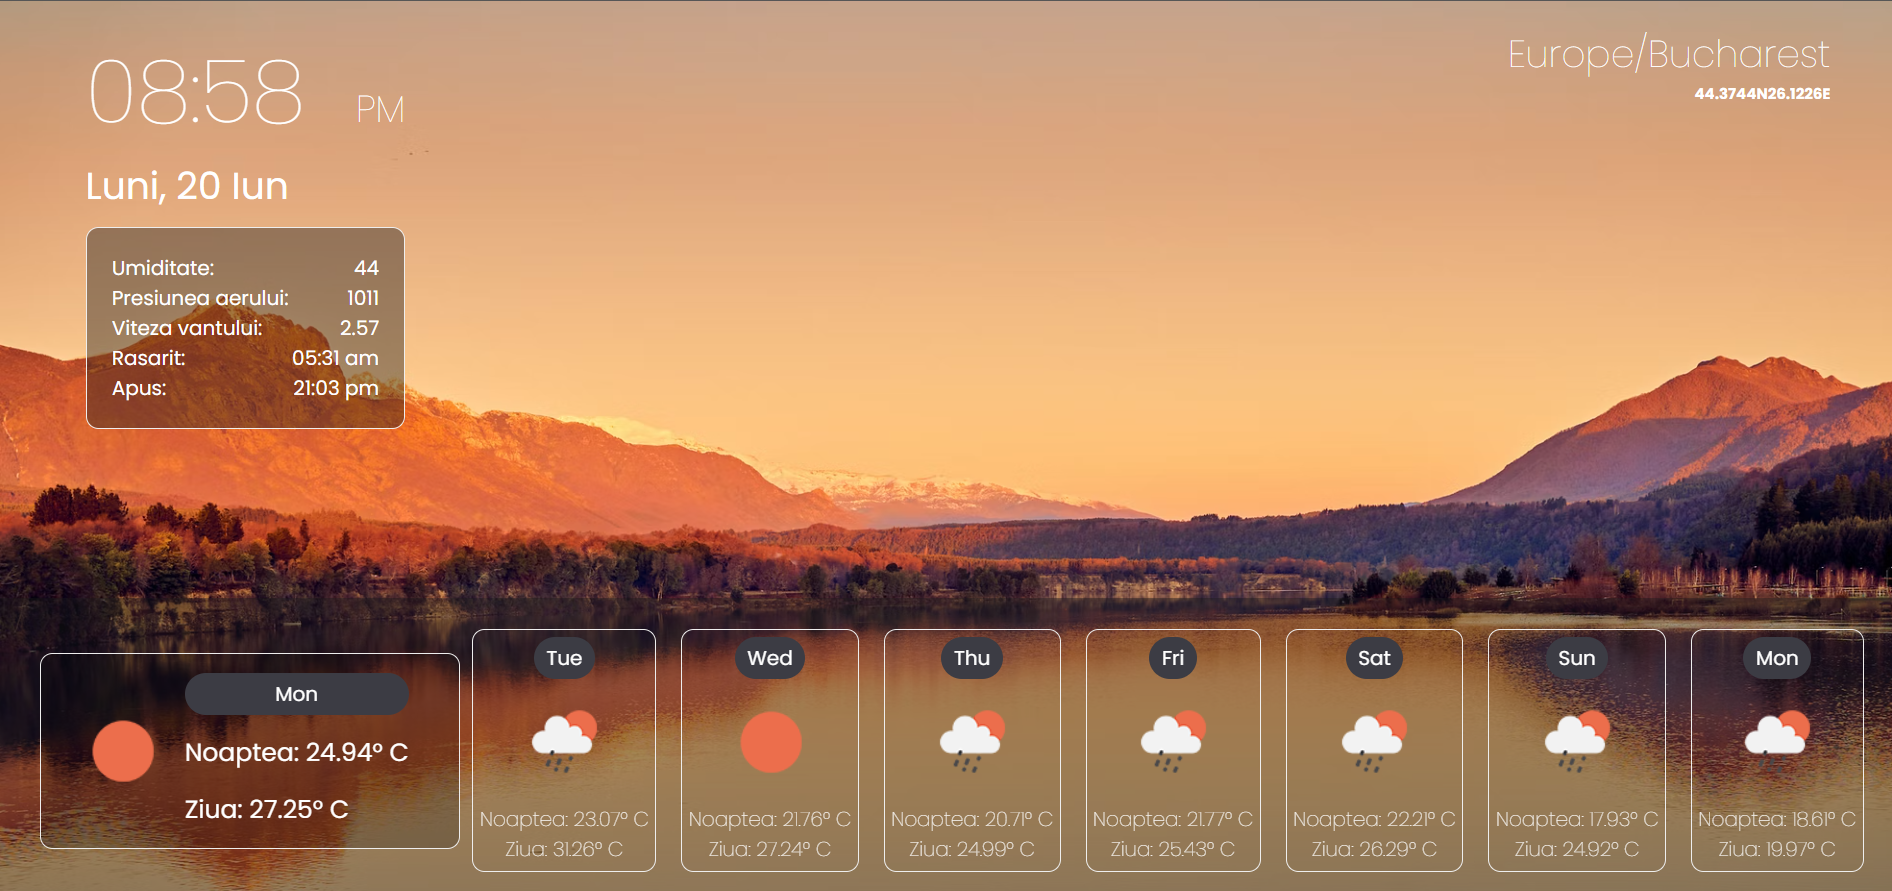 08:58 PM
Luni, 20 Iun
Europe/Bucharest
44.3744N26.1226E
Umiditate: 44
Presiunea aerului: 1011
Viteza vantului: 2.57
Rasarit: 05:31 am
Apus: 21:03 pm
Mon
Noaptea: 24.94° C
Ziua: 27.25° C
Tue
Noaptea: 23.07° C
Ziua: 31.26° C
Wed
Noaptea: 21.76° C
Ziua: 27.24° C
Thu
Noaptea: 20.71° C
Ziua: 24.99° C
Fri
Noaptea: 21.77° C
Ziua: 25.43° C
Sat
Noaptea: 22.21° C
Ziua: 26.29° C
Sun
Noaptea: 17.93° C
Ziua: 24.92° C
Mon
Noaptea: 18.61° C
Ziua: 19.97° C